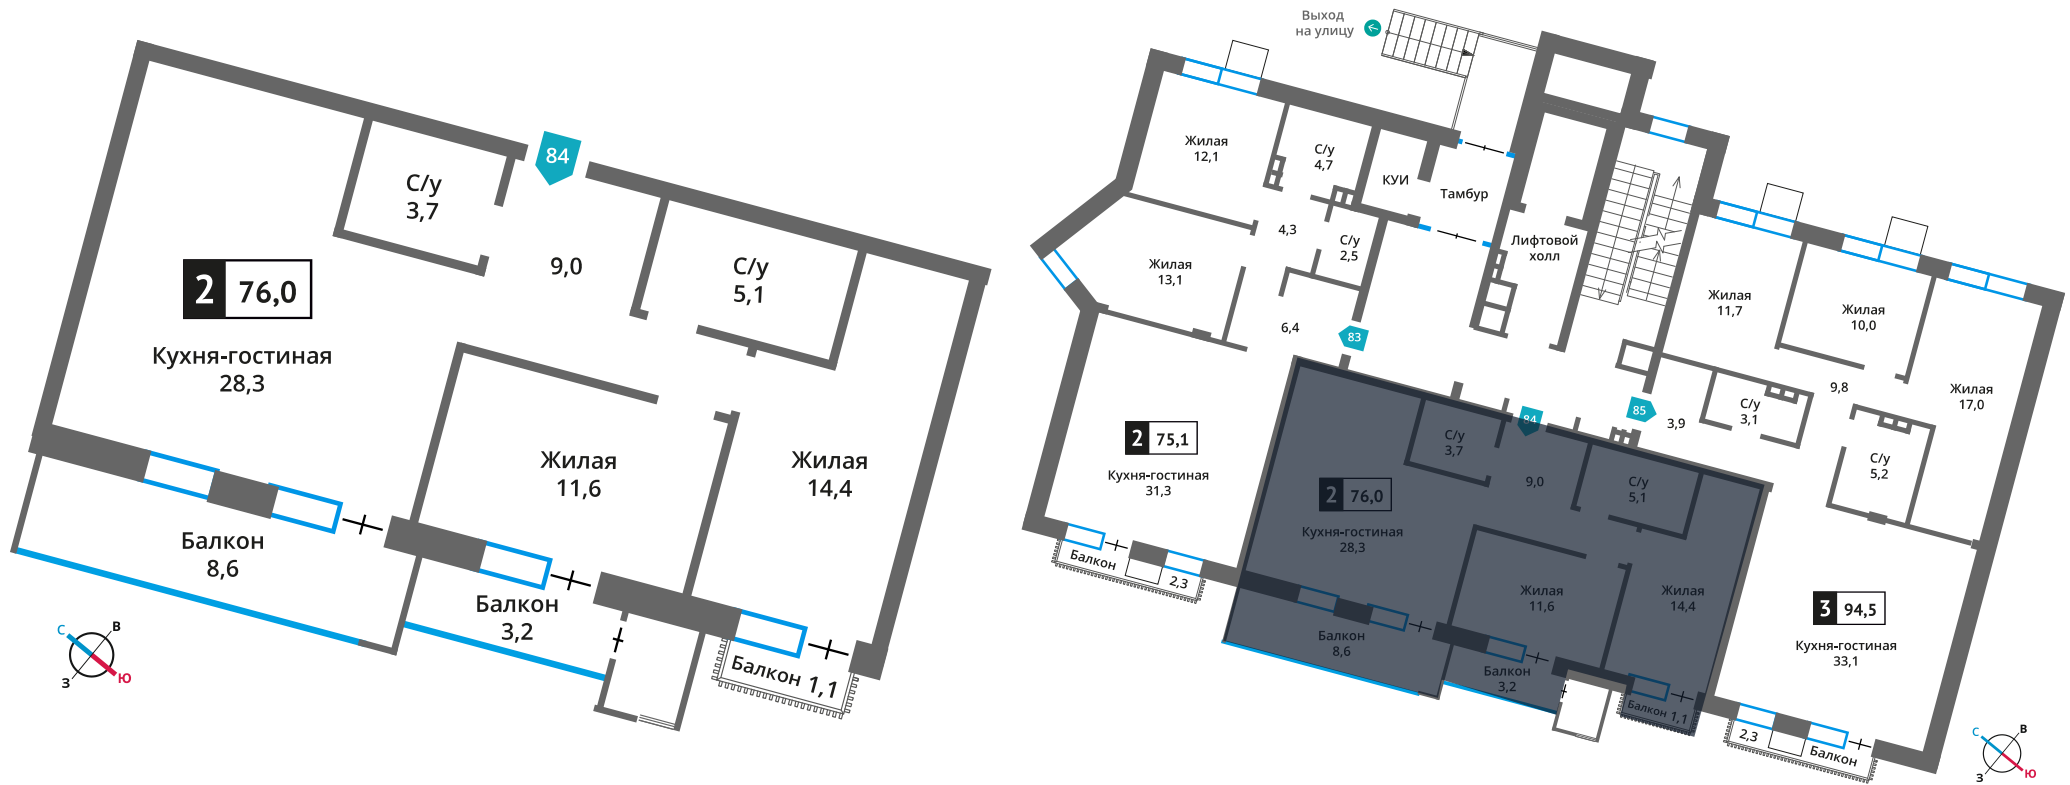 84
С/у
3,7
9,0
С/у
5,1
2 76,0
Кухня-гостиная
28,3
Жилая
11,6
Жилая
14,4
Балкон
8,6
Балкон
3,2
Балкон 1,1
С
В
З
Ю
Выход
на улицу
Жилая
12,1
С/у
4,7
КУИ
Тамбур
Лифтовой
холл
4,3
С/у
2,5
Жилая
13,1
6,4
83
Жилая
11,7
Жилая
10,0
Жилая
17,0
9,8
С/у
3,1
3,9
85
84
С/у
5,2
2 75,1
Кухня-гостиная
31,3
Балкон
2,3
С/у
3,7
9,0
С/у
5,1
2 76,0
Кухня-гостиная
28,3
Жилая
11,6
Жилая
14,4
Балкон
8,6
Балкон
3,2
Балкон 1,1
3 94,5
Кухня-гостиная
33,1
2,3
Балкон
С
В
З
Ю